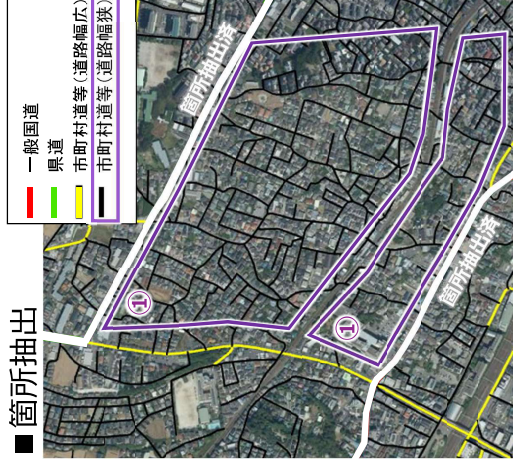 ■箇所抽出
一般国道
県道
市町村道等(道路幅広)
市町村道等(道路幅狭)
箇所抽出済
①
①
箇所抽出済